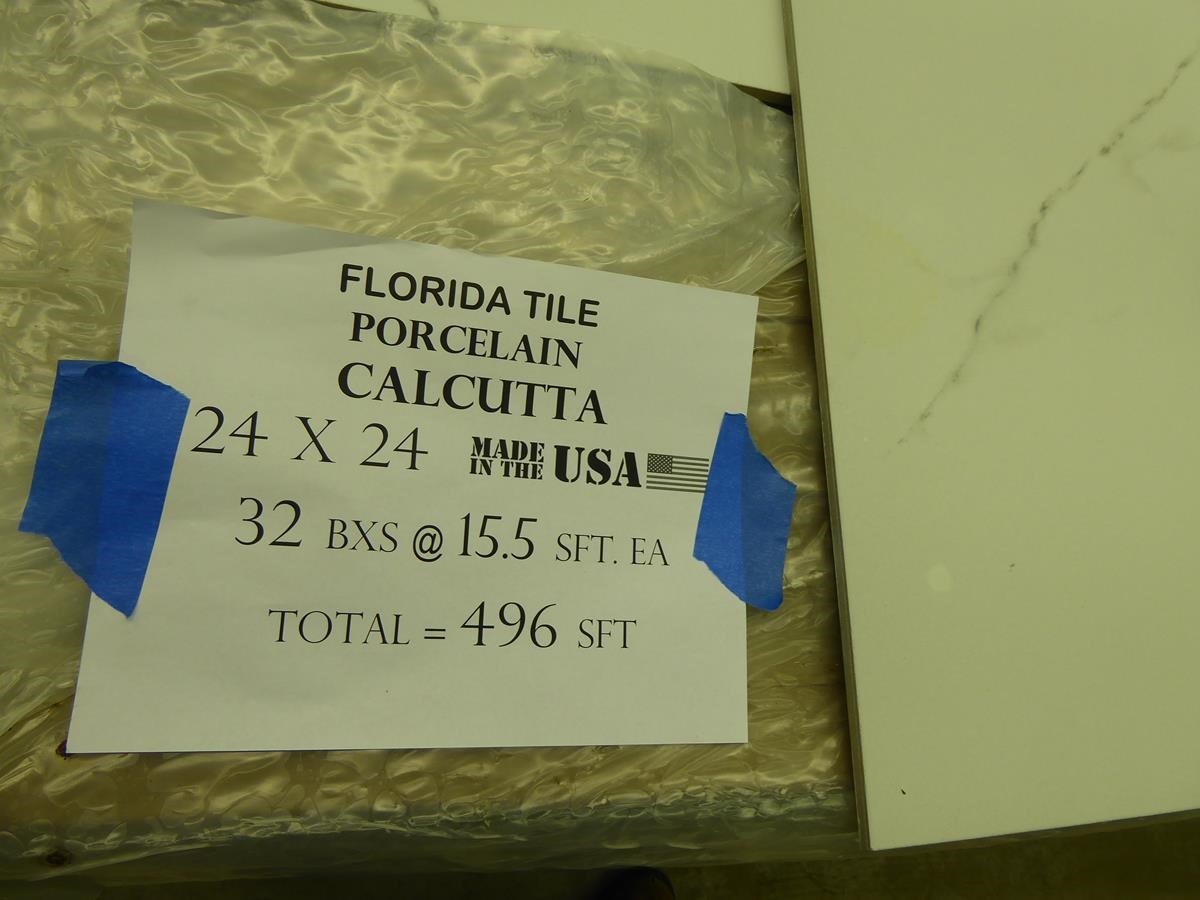 FLORIDA TILE
PORCELAIN
CALCUTTA
24 X 24 MADE IN THE USA
32 BXS @ 15.5 SFT. EA
TOTAL = 496 SFT